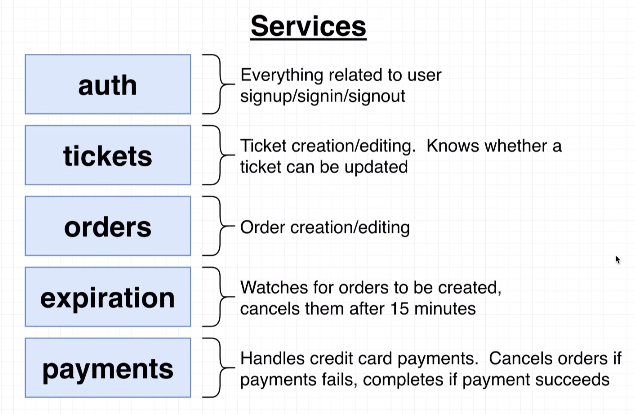 Services
auth
Everything related to user
signup/signin/signout
tickets
Ticket creation/editing.  Knows whether a
ticket can be updated
orders
Order creation/editing
expiration
Watches for orders to be created,
cancels them after 15 minutes
payments
Handles credit card payments.  Cancels orders if
payments fails, completes if payment succeeds